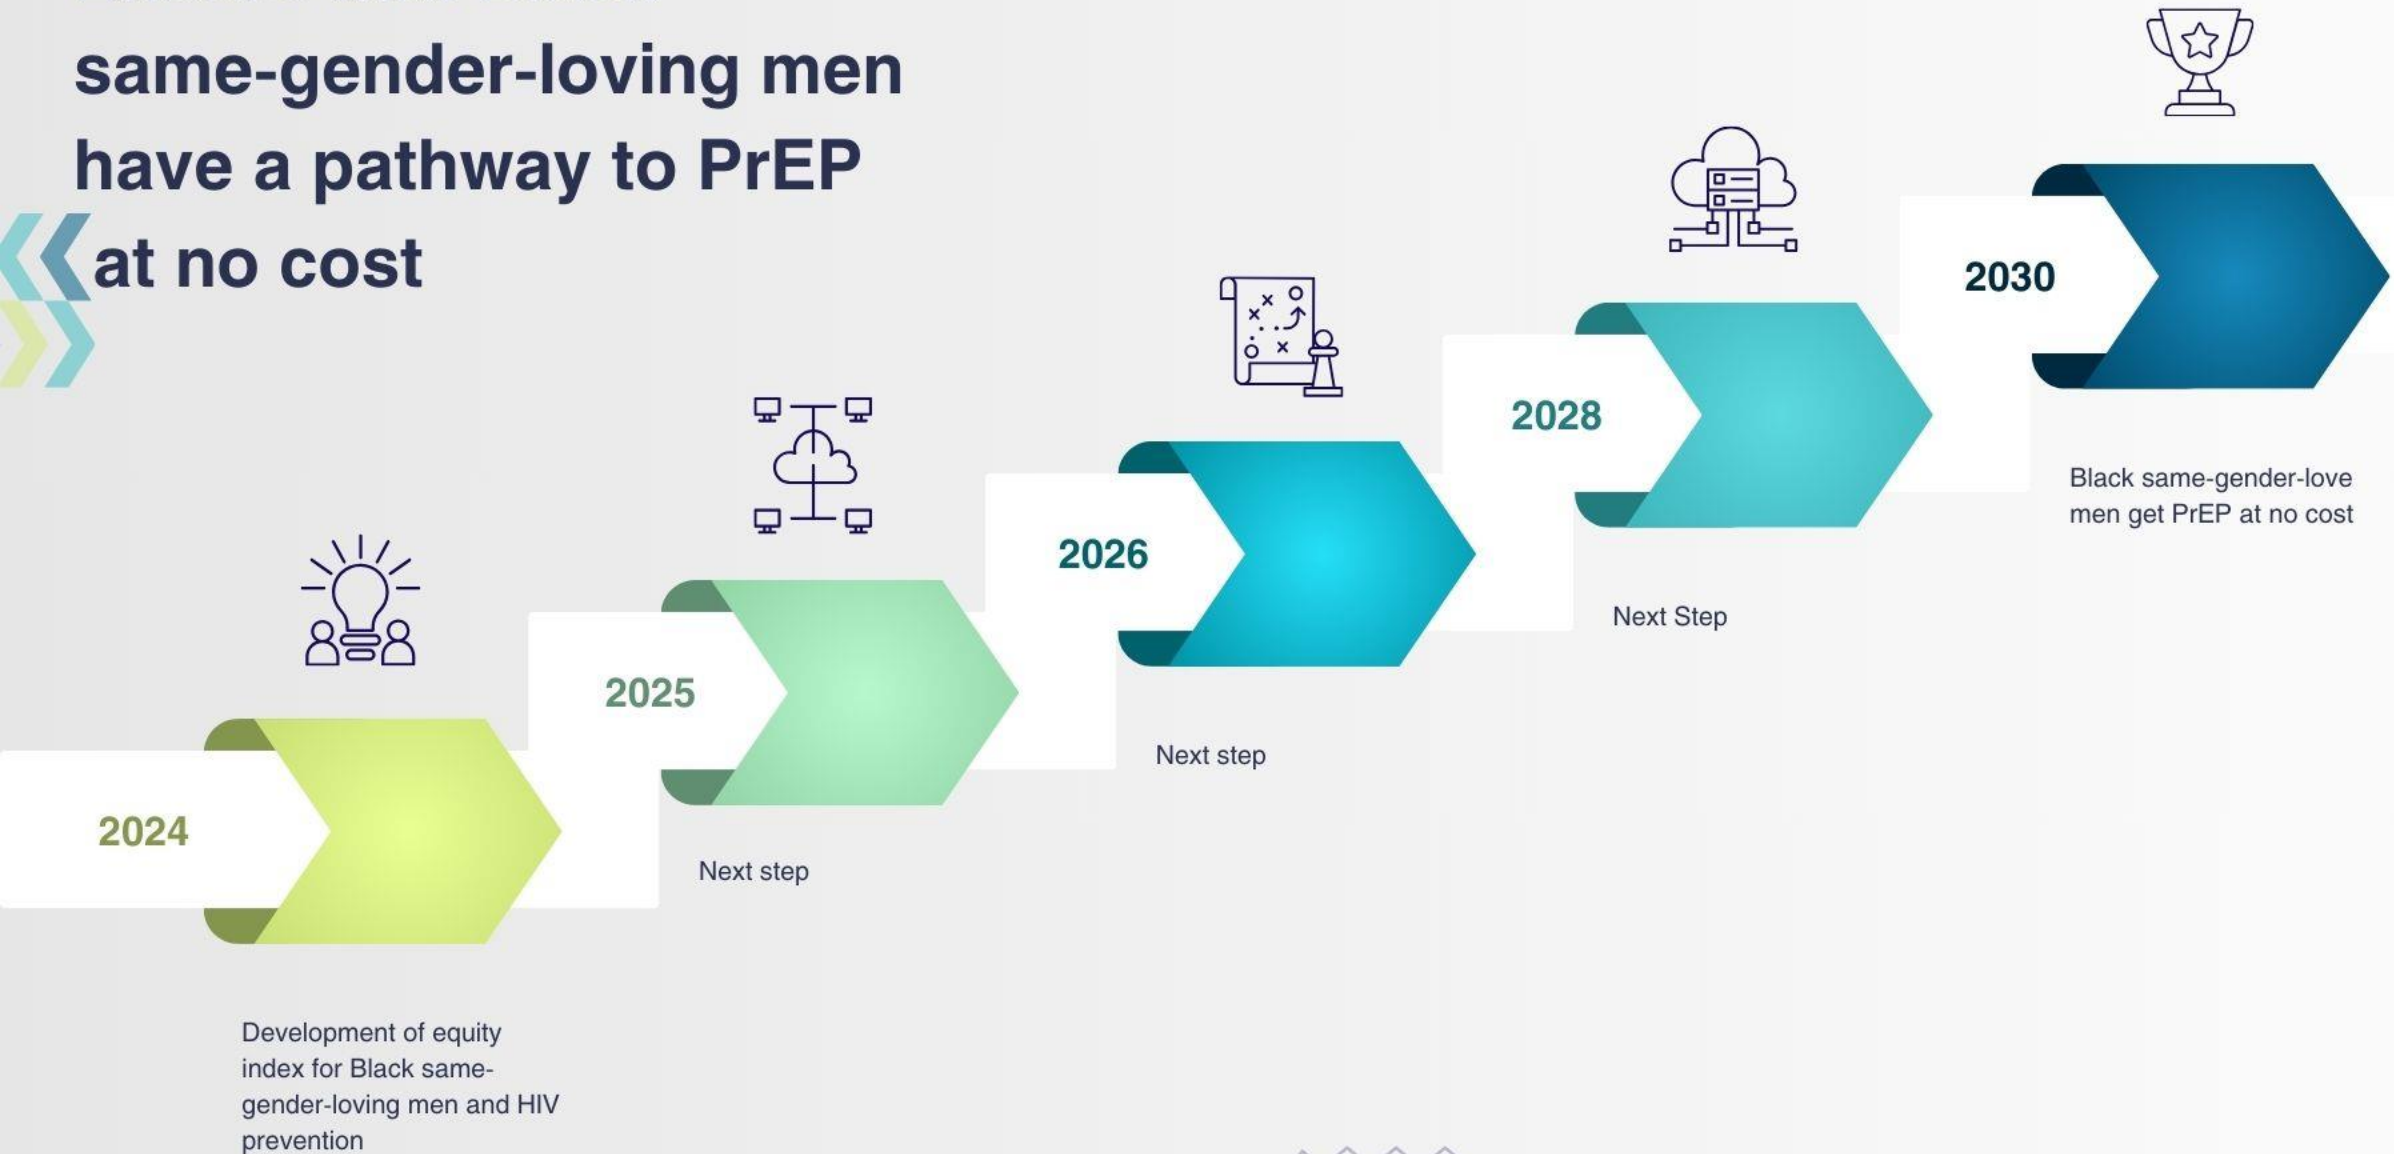 same-gender-loving men
have a pathway to PrEP
at no cost
2030
Black same-gender-love
men get PrEP at no cost
2028
Next Step
2026
Next step
2025
Next step
2024
Development of equity
index for Black same-
gender-loving men and HIV
prevention